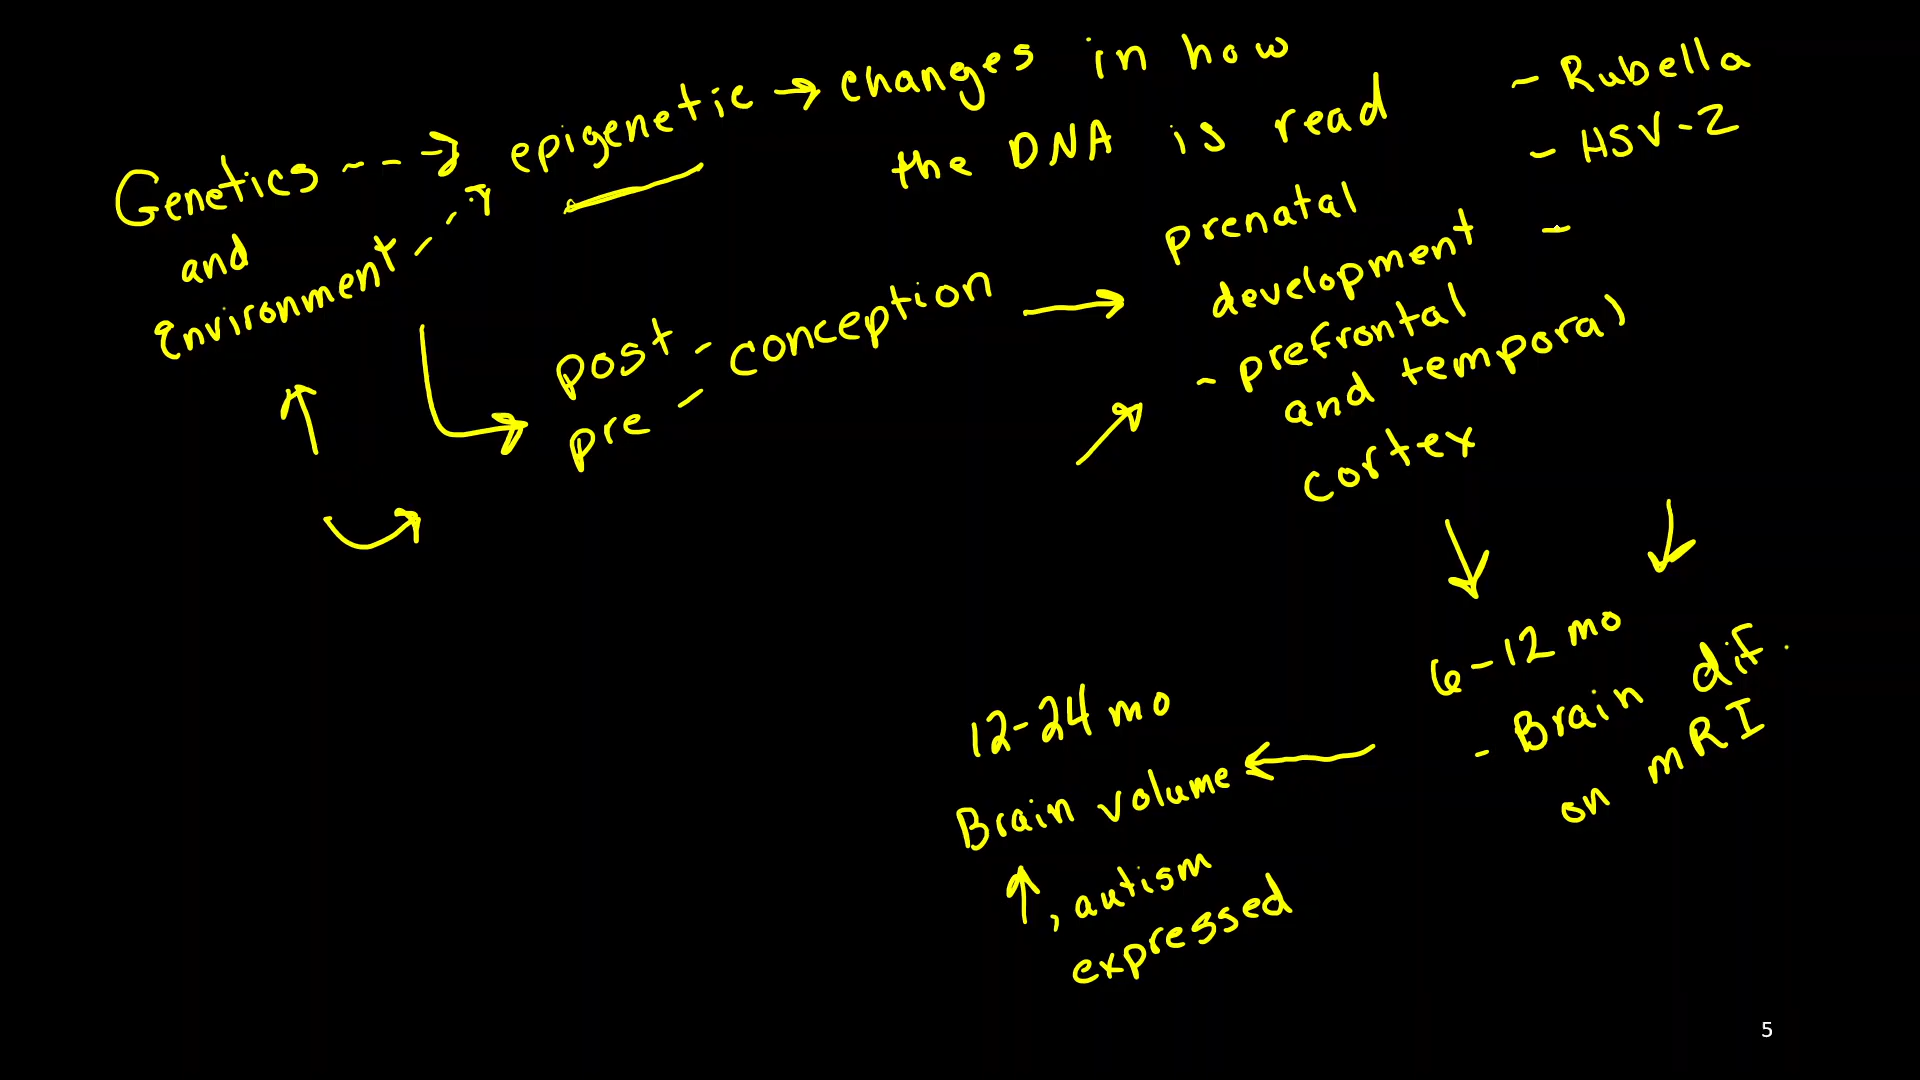 Genetics ---> epigenetic → changes in how
the DNA is read
and
Environment
- Rubella
- HSV-2
-
post - conception →
pre -
prenatal
development
- prefrontal
and temporal
cortex
6-12 mo
- Brain dif.
on MRI
12-24 mo
Brain volume ←
↑, autism
expressed
5